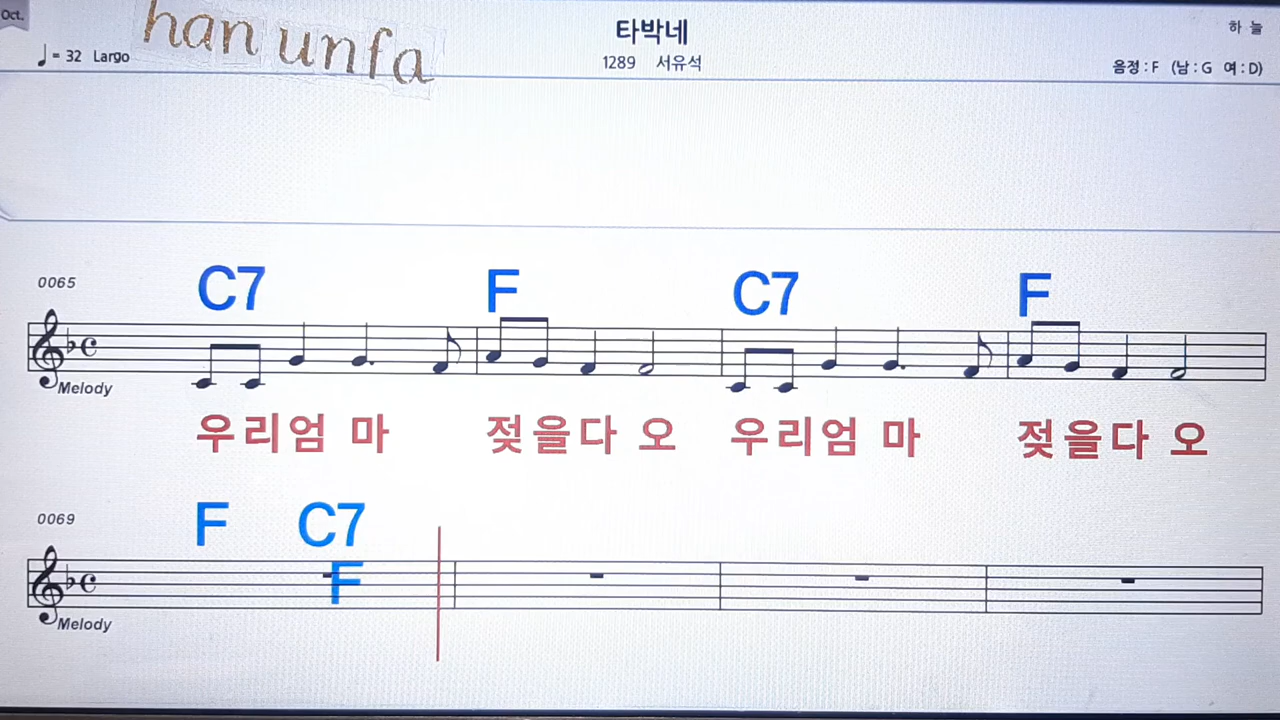 Oct.
han unfa
타박네
하 늘
♩= 32 Largo
1289 서유석
음정 : F (남 : G 여 : D)
0065
C7 F C7 F
Melody
우리엄 마 젖을다 오 우리엄 마 젖을다 오
0069
F C7
F
Melody